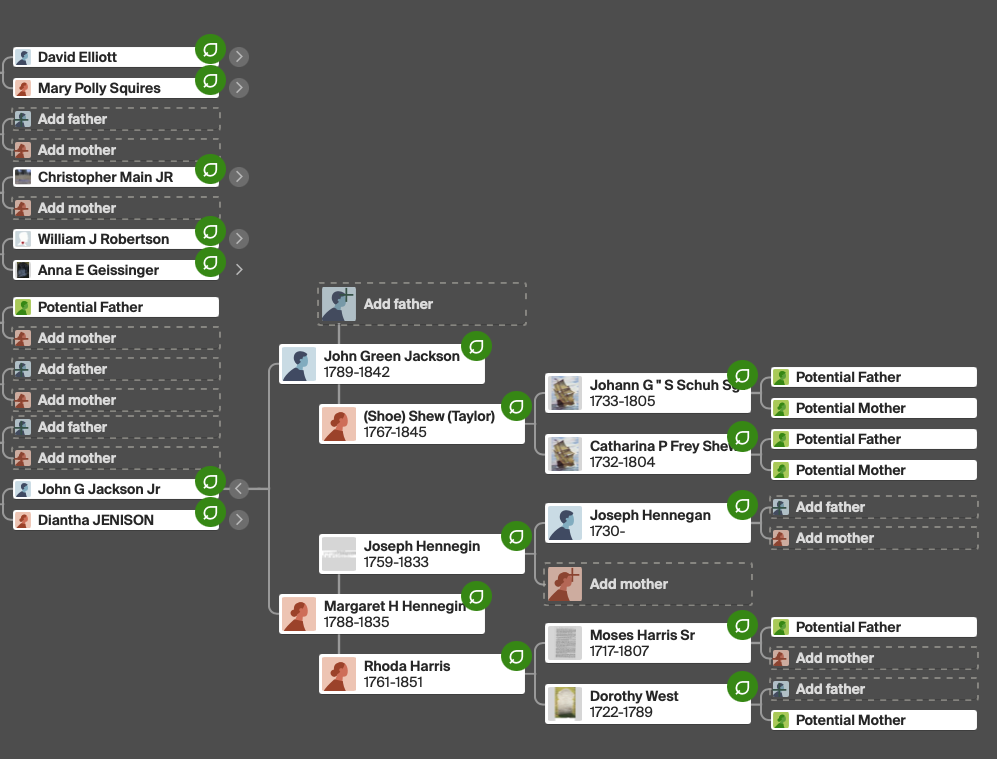 David Elliott
Mary Polly Squires
Add father
Add mother
Christopher Main JR
Add mother
William J Robertson
Anna E Geissinger
Potential Father
Add mother
Add father
Add mother
Add father
Add mother
John G Jackson Jr
Diantha JENISON
Add father
John Green Jackson
1789-1842
(Shoe) Shew (Taylor)
1767-1845
Joseph Hennegin
1759-1833
Margaret H Hennegin
1788-1835
Rhoda Harris
1761-1851
Johann G " S Schuh S
1733-1805
Catharina P Frey Shew
1732-1804
Joseph Hennegan
1730-
Add mother
Moses Harris Sr
1717-1807
Dorothy West
1722-1789
Potential Father
Potential Mother
Potential Father
Potential Mother
Add father
Add mother
Potential Father
Add mother
Add father
Potential Mother